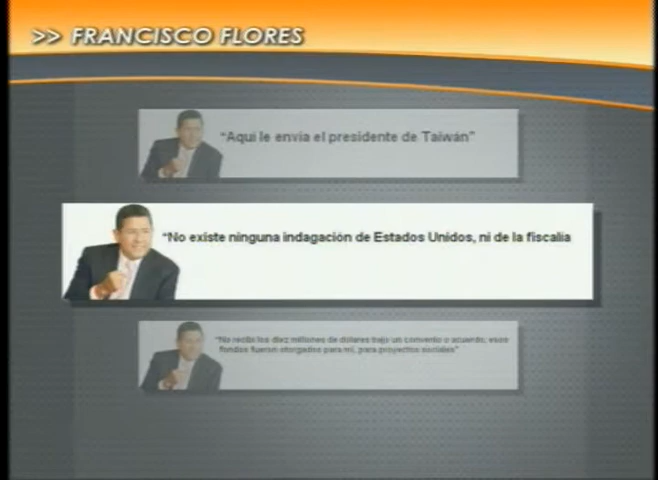 >> FRANCISCO FLORES
"Aqui le envia el presidente de Taiwán"
"No existe ninguna indagación de Estados Unidos, ni de la fiscalia
"No recibi los diez millones de dolares bajo un convenio o acuerdo; esos
fondos fueron otorgados para mi, para proyectos sociales"